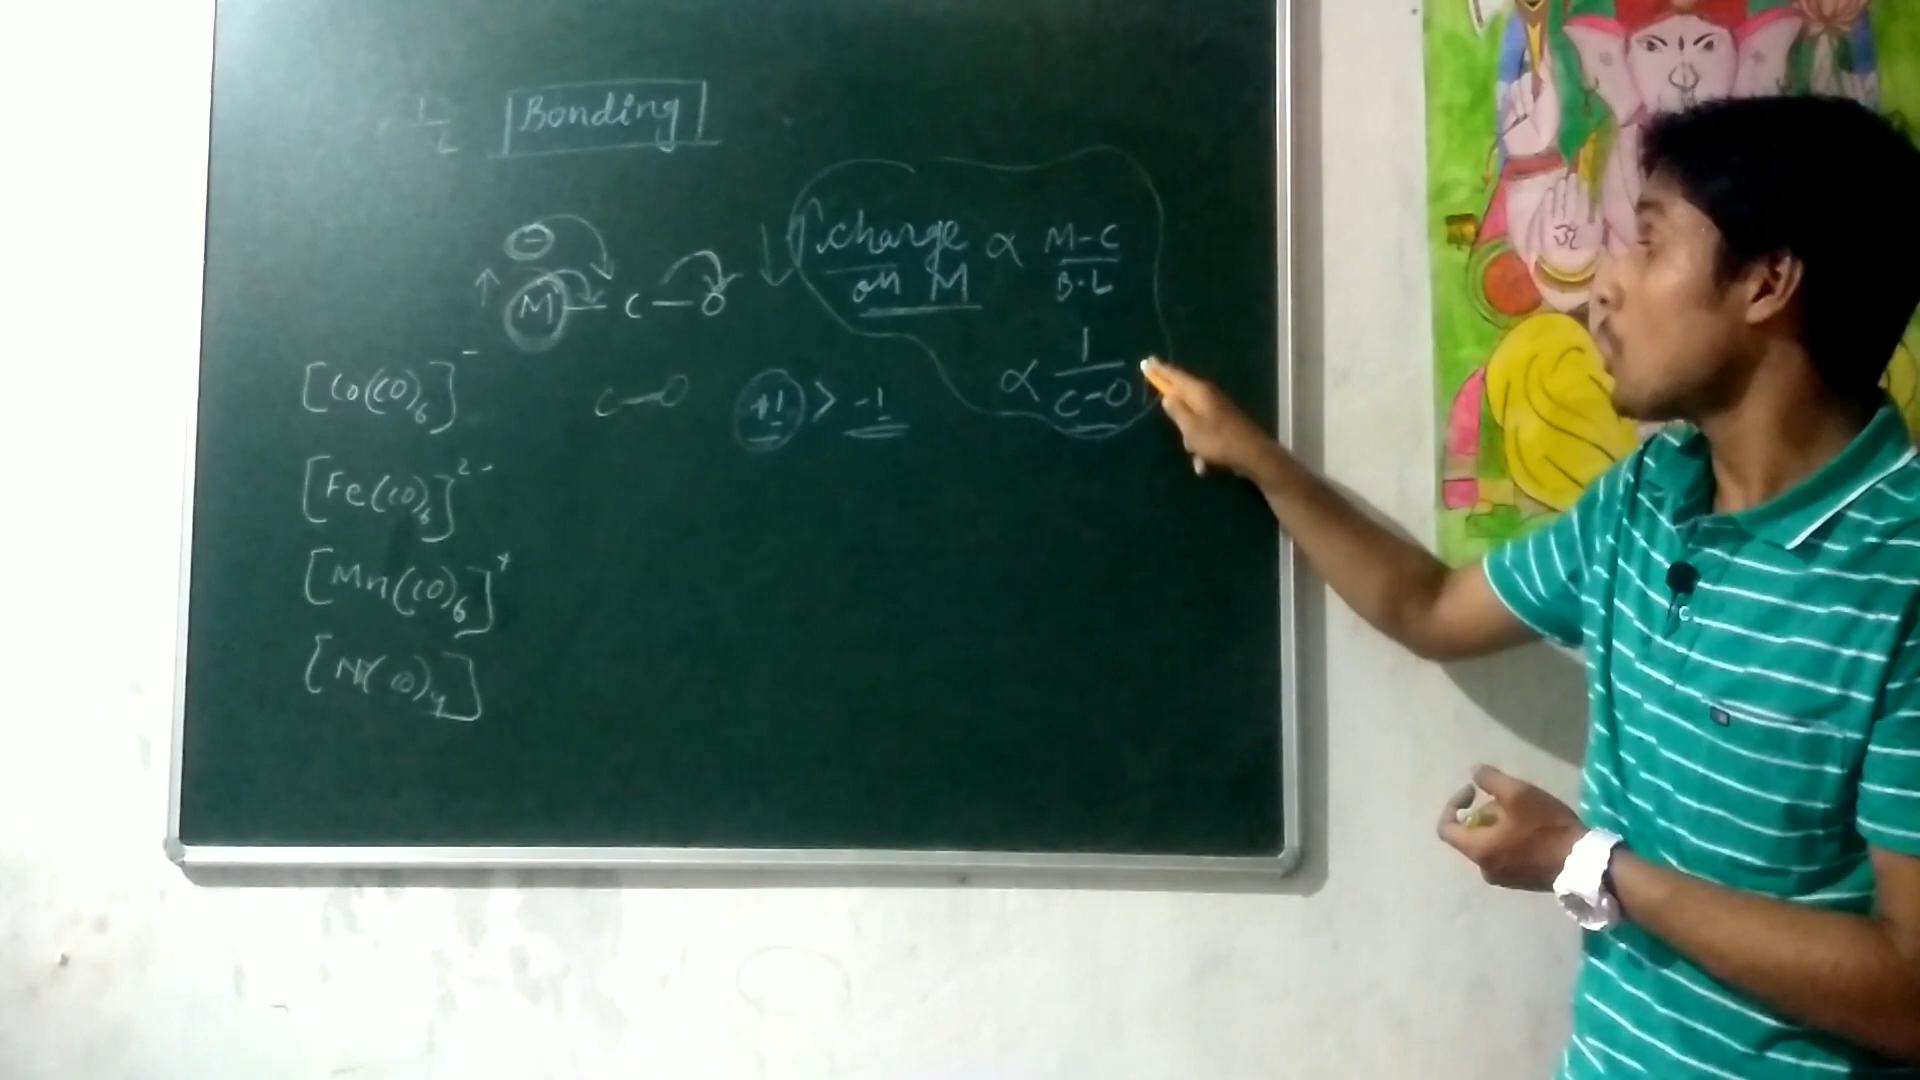 1/L Bonding
⊖
M–C–O
charge on M ∝ M-C / B.L
∝ 1 / C-O
[Co(CO)6]-
C–O
+1 > -1
[Fe(CO)6]2-
[Mn(CO)6]+
[Ni(CO)4]
ॐ